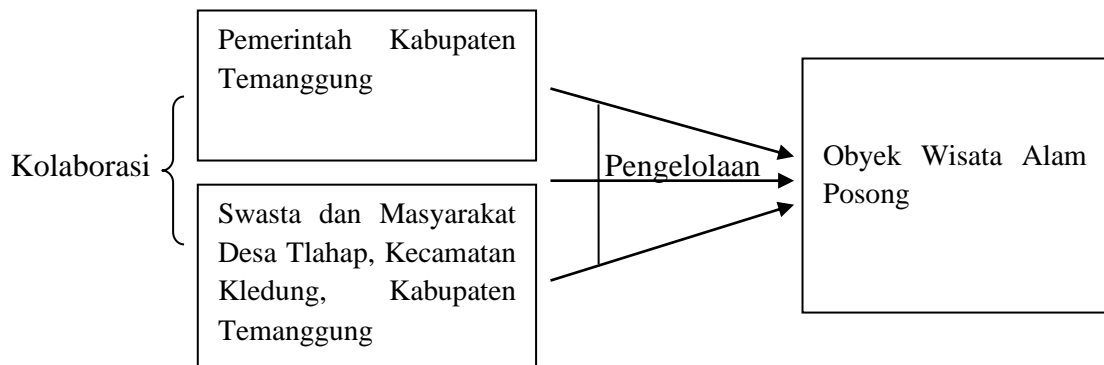 Kolaborasi
Pemerintah Kabupaten
Temanggung
Swasta dan Masyarakat
Desa Tlahap, Kecamatan
Kledung, Kabupaten
Temanggung
Pengelolaan
Obyek Wisata Alam
Posong